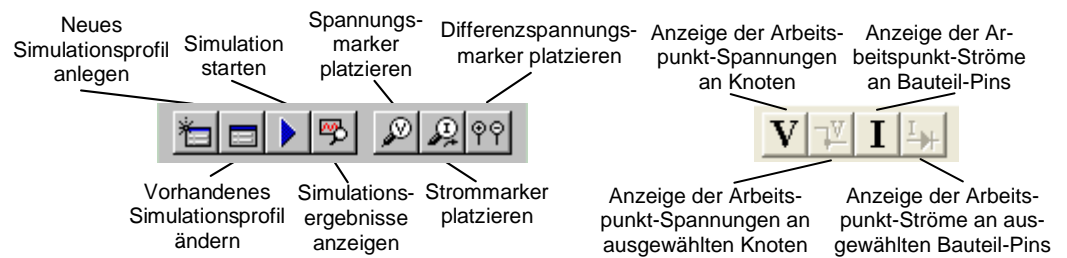 Neues
Simulationsprofil
anlegen
Simulation
starten
Spannungs-
marker
platzieren
Differenzspannungs-
marker platzieren
Anzeige der Arbeits-
punkt-Spannungen
an Knoten
Anzeige der Ar-
beitspunkt-Ströme
an Bauteil-Pins
V
I
V
V
I
I
Vorhandenes
Simulationsprofil
ändern
Simulations-
ergebnisse
anzeigen
Strommarker
platzieren
Anzeige der Arbeits-
punkt-Spannungen an
ausgewählten Knoten
Anzeige der Arbeits-
punkt-Ströme an aus-
gewählten Bauteil-Pins